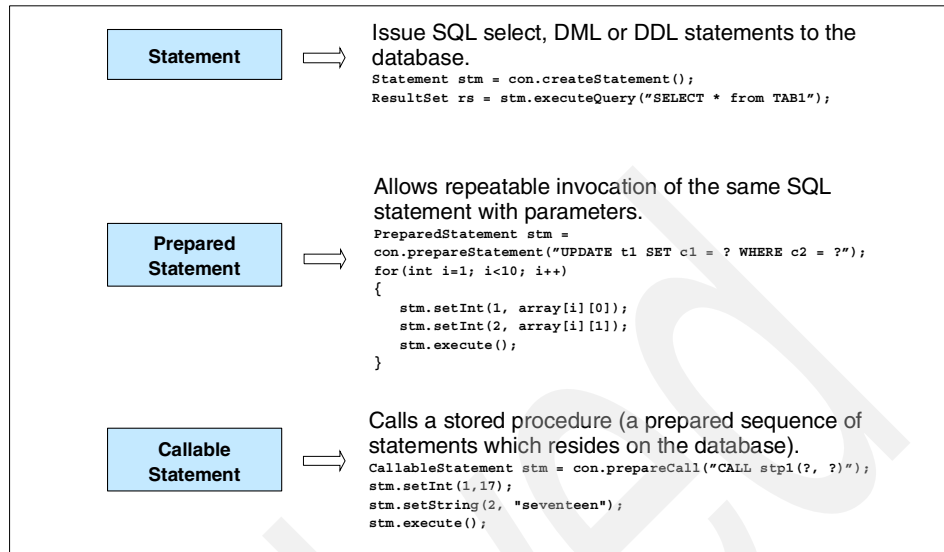 Statement
Issue SQL select, DML or DDL statements to the
database.
Statement stm = con.createStatement();
ResultSet rs = stm.executeQuery(”SELECT * from TAB1”);
Prepared
Statement
Allows repeatable invocation of the same SQL
statement with parameters.
PreparedStatement stm =
con.prepareStatement(”UPDATE t1 SET c1 = ? WHERE c2 = ?”);
for(int i=1; i<10; i++)
{
stm.setInt(1, array[i][0]);
stm.setInt(2, array[i][1]);
stm.execute();
}
Callable
Statement
Calls a stored procedure (a prepared sequence of
statements which resides on the database).
CallableStatement stm = con.prepareCall(”CALL stp1(?, ?)”);
stm.setInt(1,17);
stm.setString(2, "seventeen");
stm.execute();